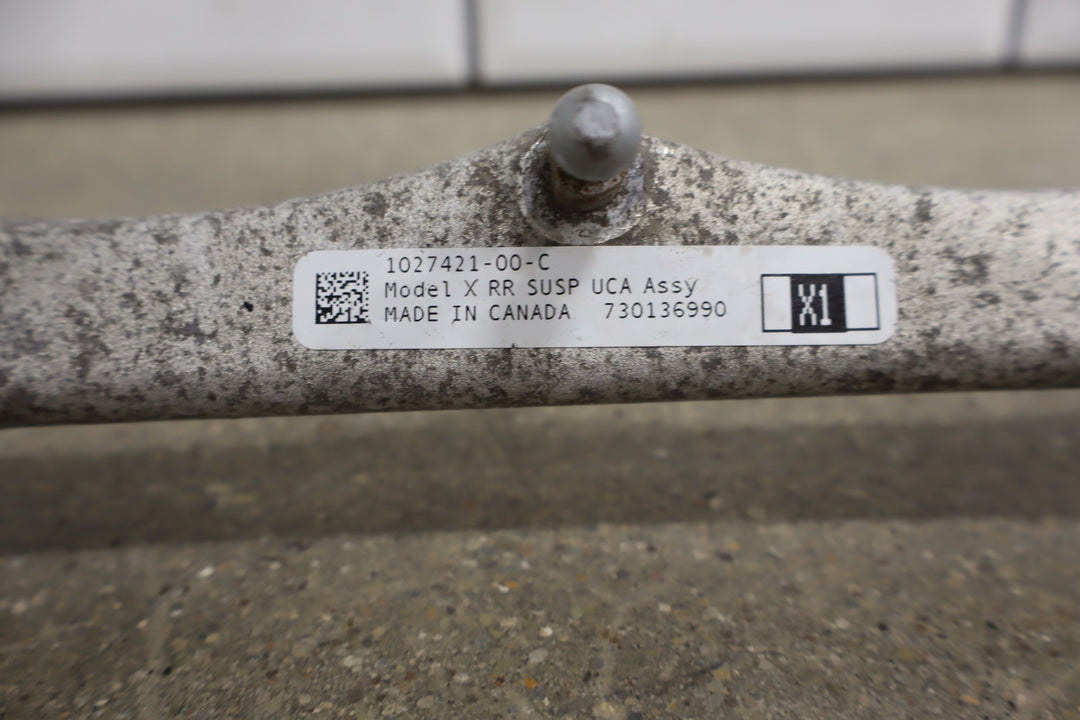 1027421-00-C
Model X RR SUSP UCA Assy
MADE IN CANADA 730136990
X1